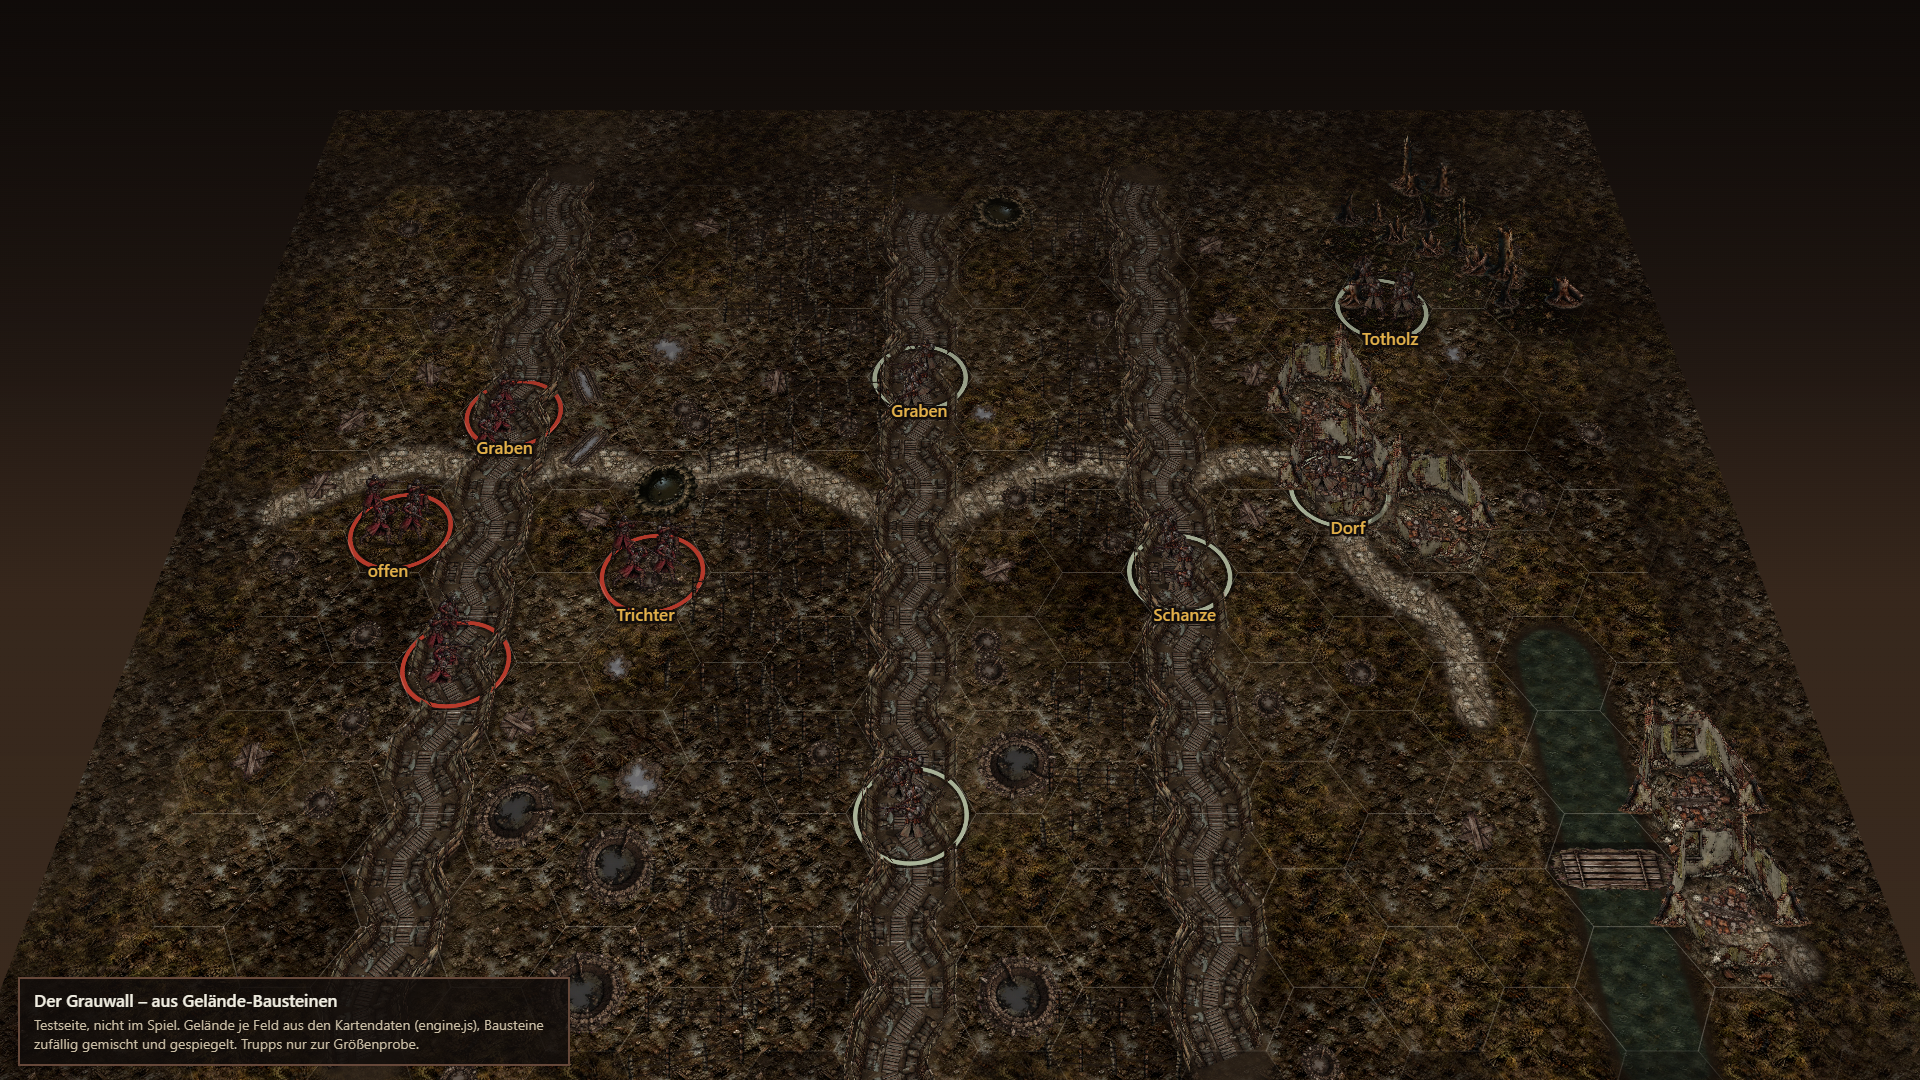 Totholz
Graben
Graben
Dorf
offen
Trichter
Schanze
Der Grauwall – aus Gelände-Bausteinen
Testseite, nicht im Spiel. Gelände je Feld aus den Kartendaten (engine.js), Bausteine
zufällig gemischt und gespiegelt. Trupps nur zur Größenprobe.